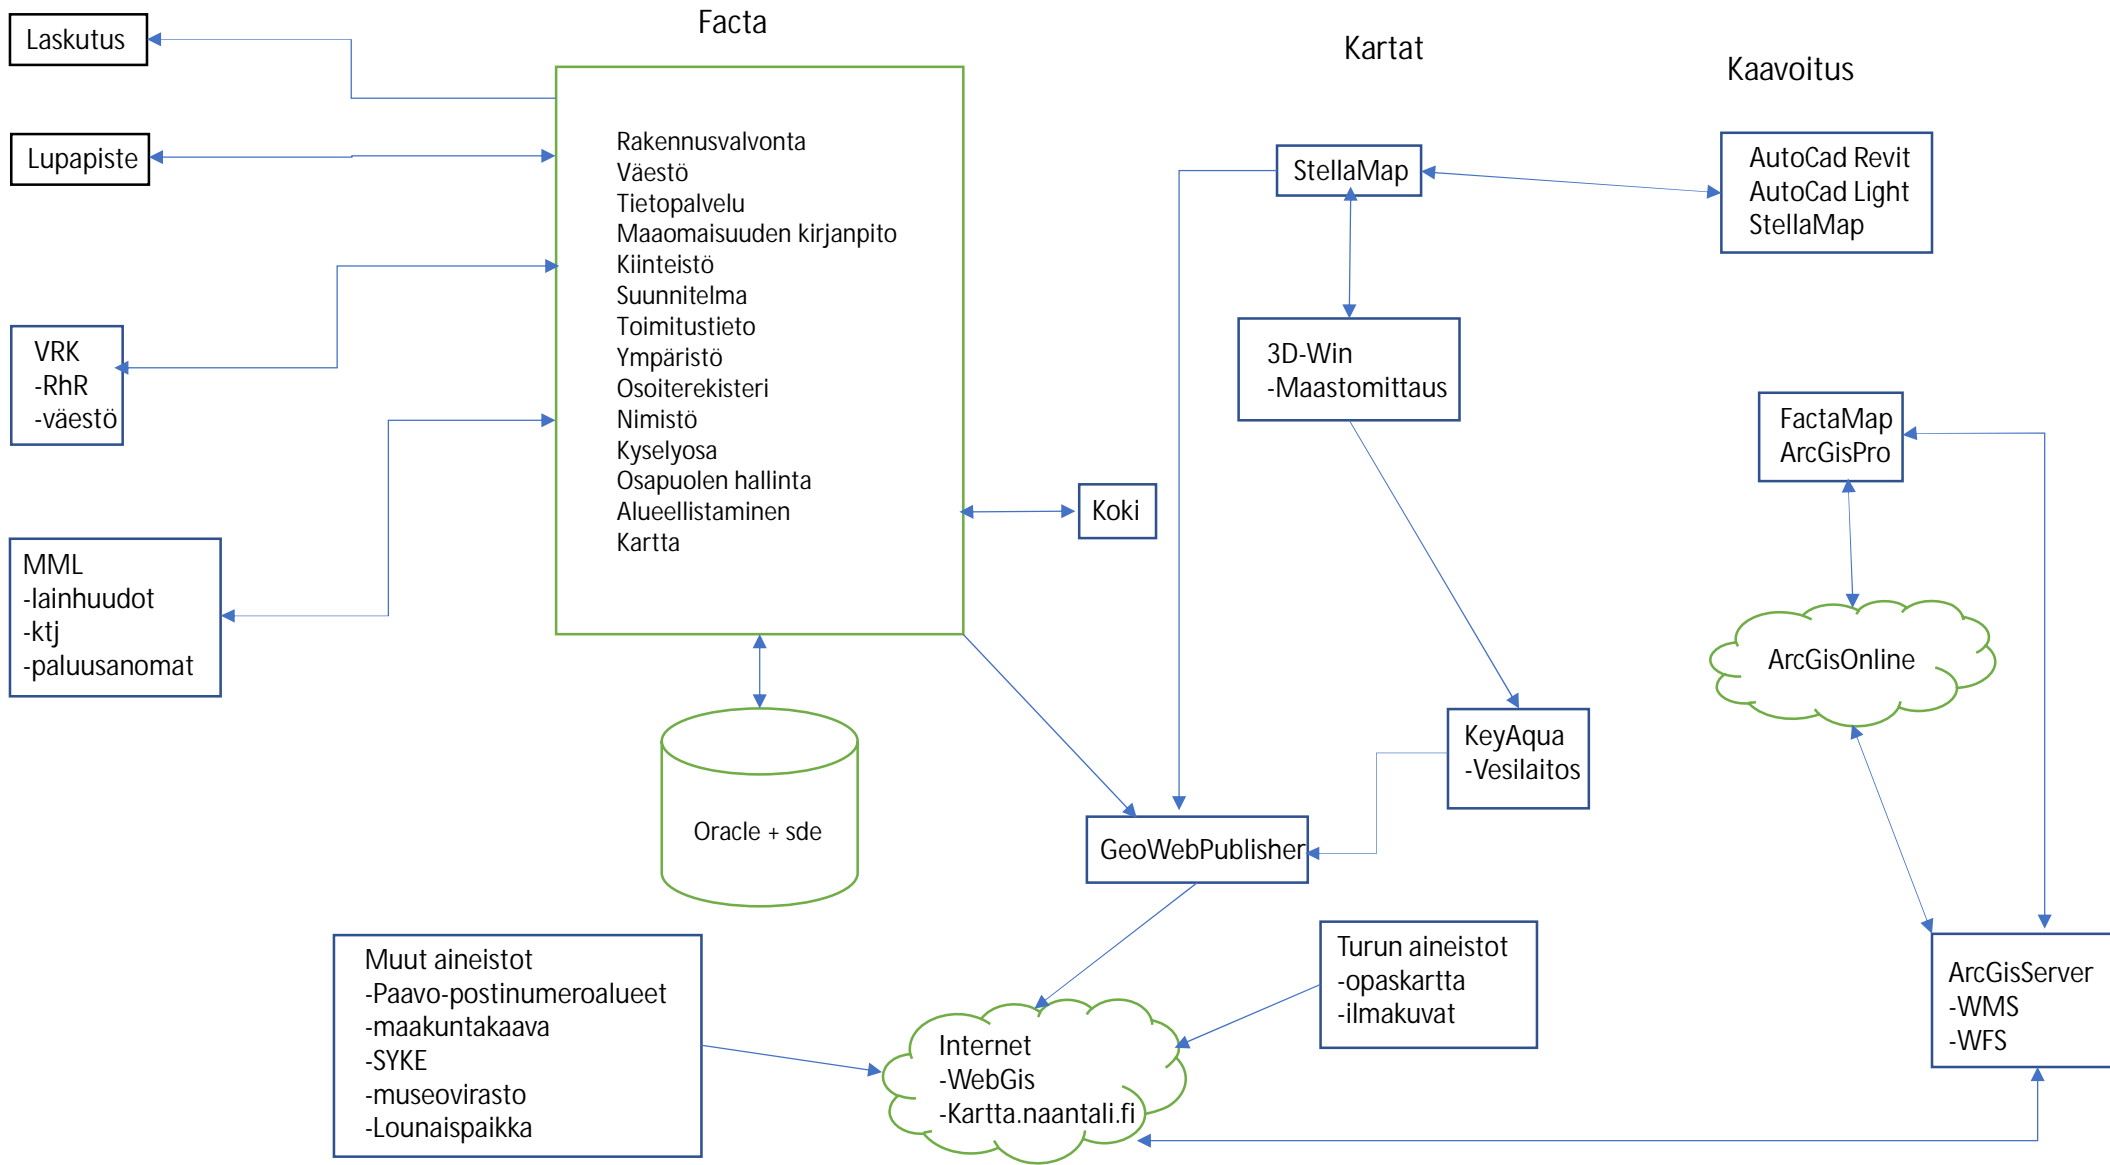 Facta
Kartat
Kaavoitus
Laskutus
Lupapiste
VRK
-RhR
-väestö
MML
-lainhuudot
-ktj
-paluusanomat
Rakennusvalvonta
Väestö
Tietopalvelu
Maaomaisuuden kirjanpito
Kiinteistö
Suunnitelma
Toimitustieto
Ympäristö
Osoiterekisteri
Nimistö
Kyselyosa
Osapuolen hallinta
Alueellistaminen
Kartta
Koki
StellaMap
AutoCad Revit
AutoCad Light
StellaMap
3D-Win
-Maastomittaus
FactaMap
ArcGisPro
ArcGisOnline
KeyAqua
-Vesilaitos
Oracle + sde
GeoWebPublisher
Muut aineistot
-Paavo-postinumeroalueet
-maakuntakaava
-SYKE
-museovirasto
-Lounaispaikka
Internet
-WebGis
-Kartta.naantali.fi
Turun aineistot
-opaskartta
-ilmakuvat
ArcGisServer
-WMS
-WFS